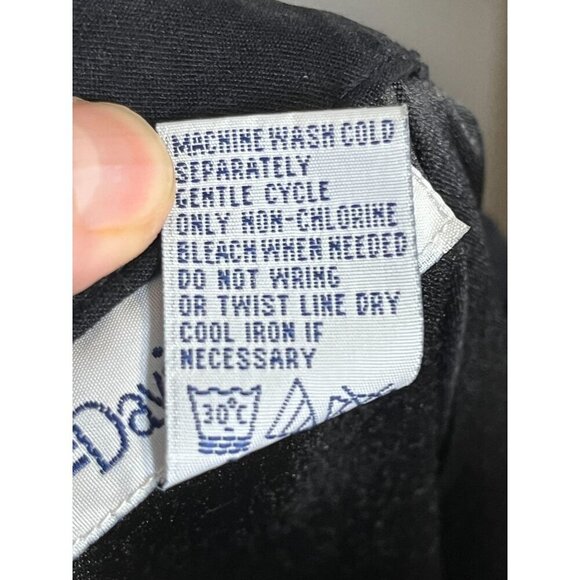 MACHINE WASH COLD
SEPARATELY
GENTLE CYCLE
ONLY NON-CHLORINE
BLEACH WHEN NEEDED
DO NOT WRING
OR TWIST LINE DRY
COOL IRON IF
NECESSARY
30°C
-Davi